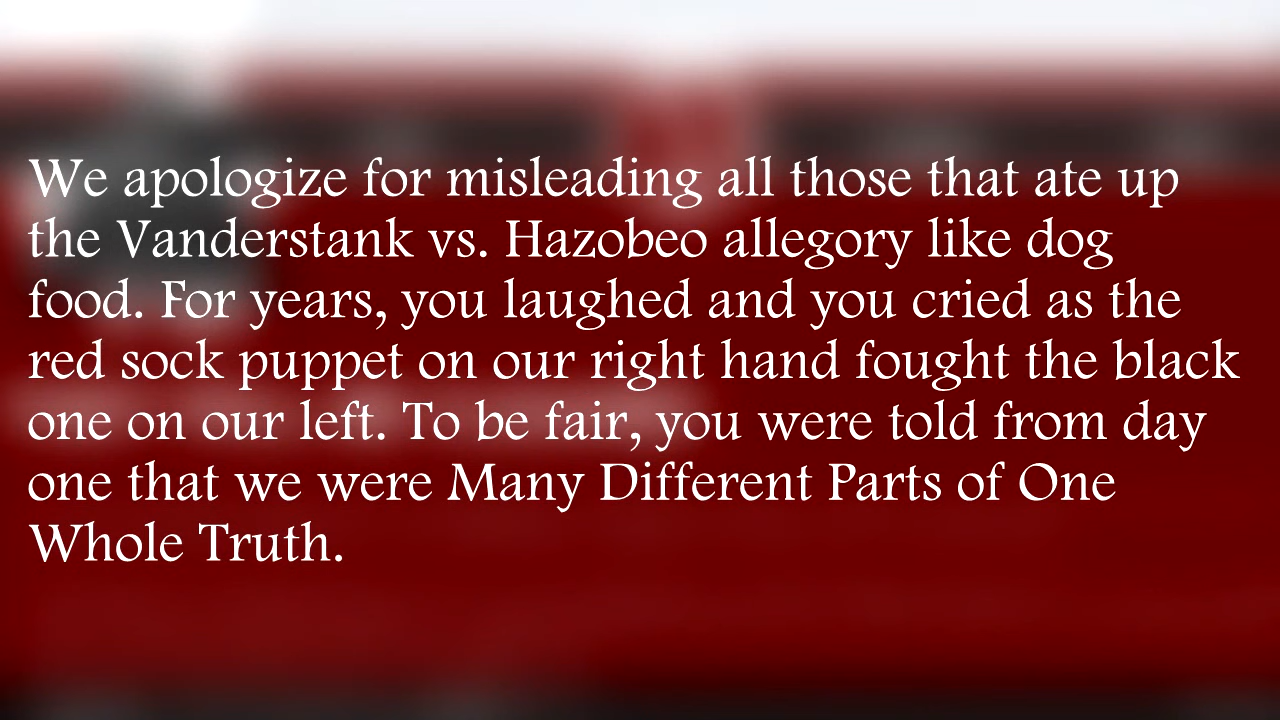 We apologize for misleading all those that ate up
the Vanderstank vs. Hazobeo allegory like dog
food. For years, you laughed and you cried as the
red sock puppet on our right hand fought the black
one on our left. To be fair, you were told from day
one that we were Many Different Parts of One
Whole Truth.